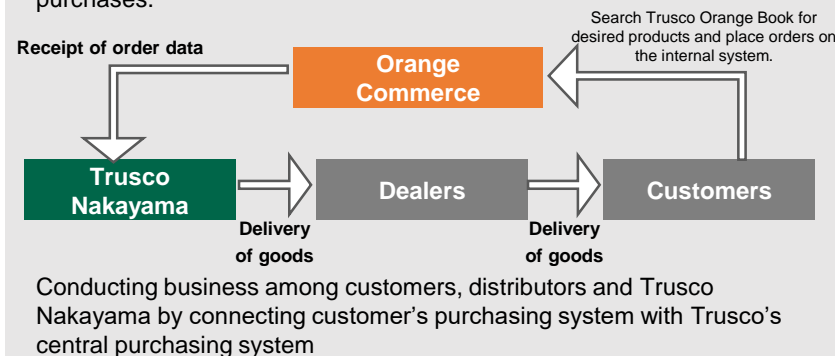 purchases.
Search Trusco Orange Book for
desired products and place orders on
the internal system.
Receipt of order data
Orange
Commerce
Trusco
Nakayama
Dealers
Customers
Delivery
of goods
Delivery
of goods
Conducting business among customers, distributors and Trusco
Nakayama by connecting customer's purchasing system with Trusco's
central purchasing system